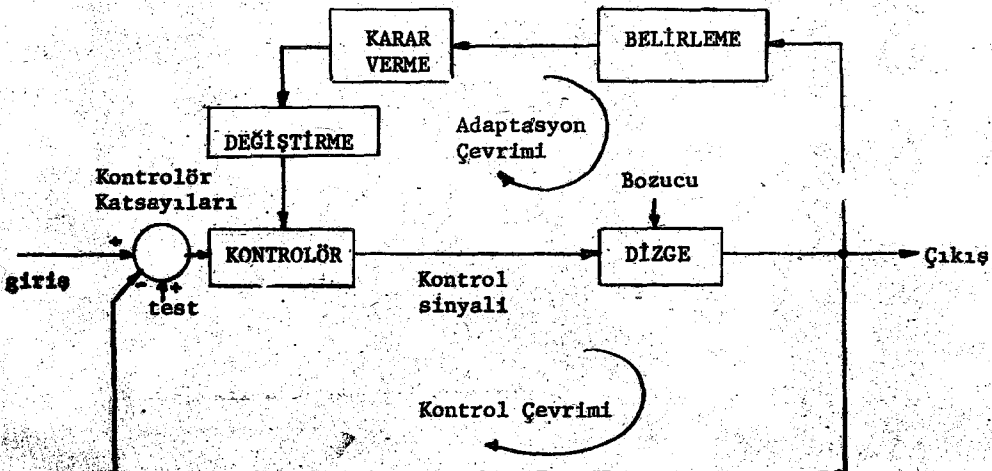 KARAR
VERME
BELİRLEME
DEĞİŞTİRME
Adaptasyon
Çevrimi
Kontrolör
Katsayıları
Bozucu
+
KONTROLÖR
DİZGE
Çıkış
giriş
-
+
test
Kontrol
sinyali
Kontrol Çevrimi